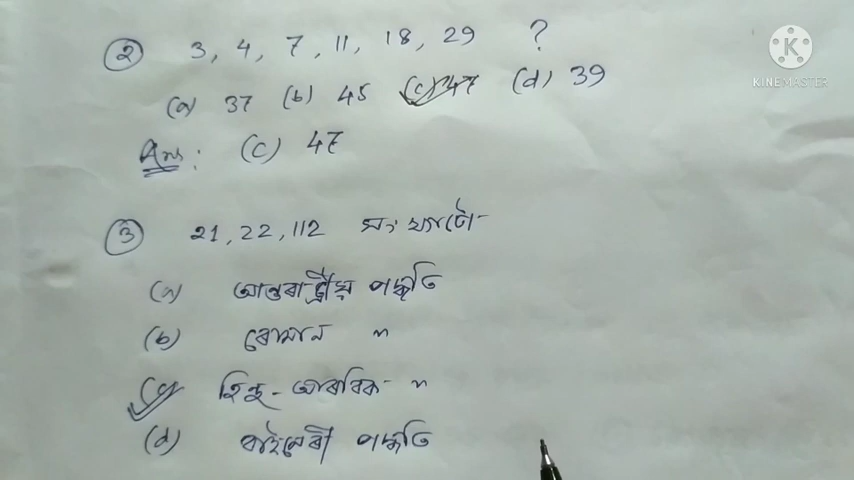 ② 3, 4, 7, 11, 18, 29 ?
(a) 37 (b) 45 (c) 47 (d) 39
Ans: (c) 47
③ 21, 22, 112 সংখ্যাটো-
(a) আন্তৰাষ্ট্ৰীয় পদ্ধতি
(b) ৰোমান "
(c) হিন্দু-আৰবিক "
(d) বাইনেৰী পদ্ধতি
K
KINEMASTER